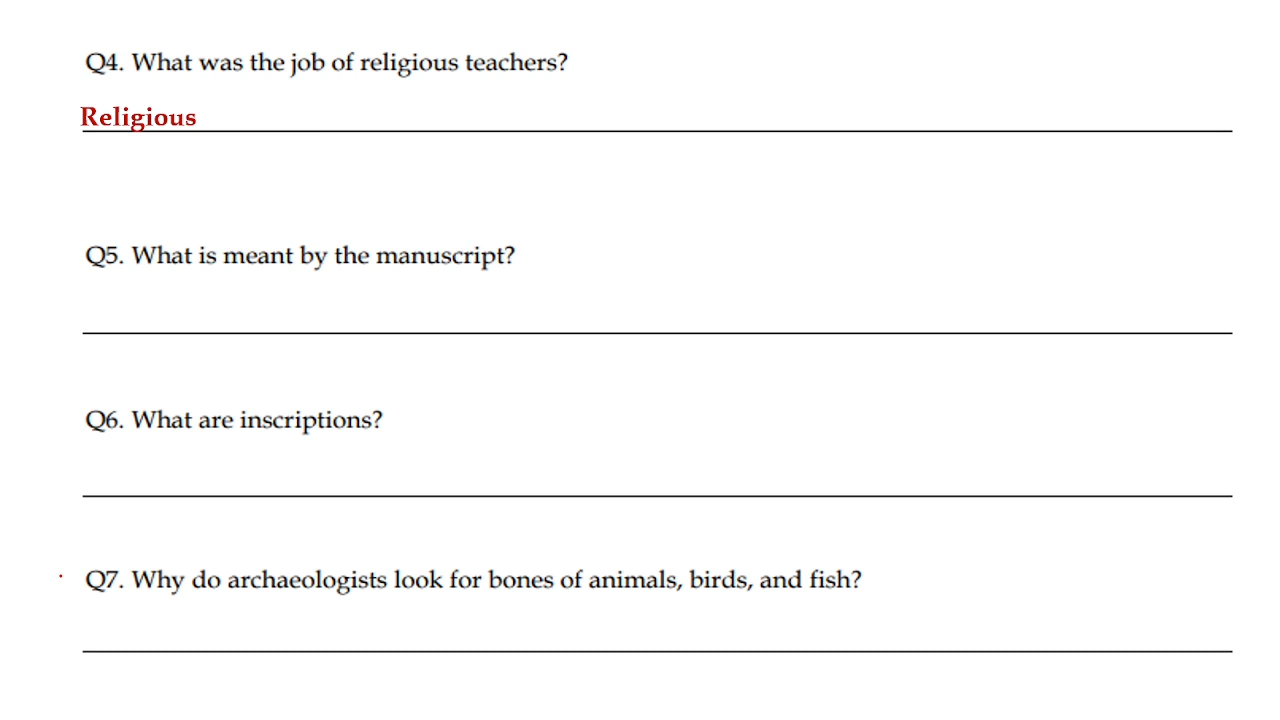 Q4. What was the job of religious teachers?
Religious
Q5. What is meant by the manuscript?
Q6. What are inscriptions?
Q7. Why do archaeologists look for bones of animals, birds, and fish?